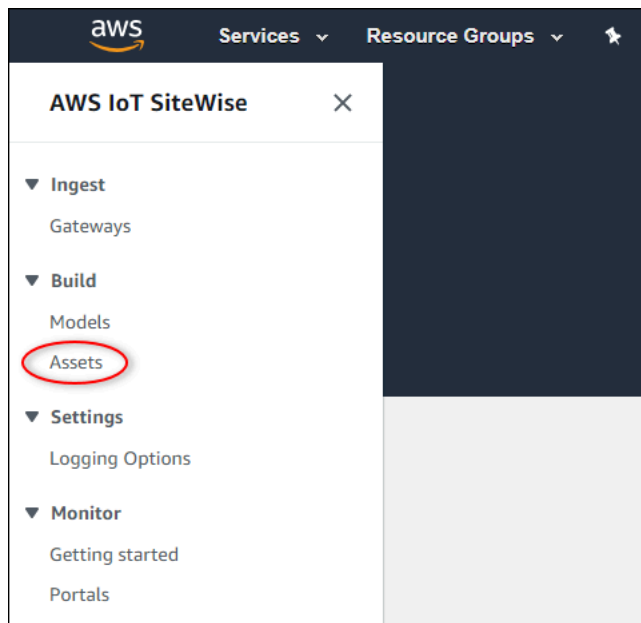 aws Services Resource Groups
AWS IoT SiteWise
Ingest
Gateways
Build
Models
Assets
Settings
Logging Options
Monitor
Getting started
Portals